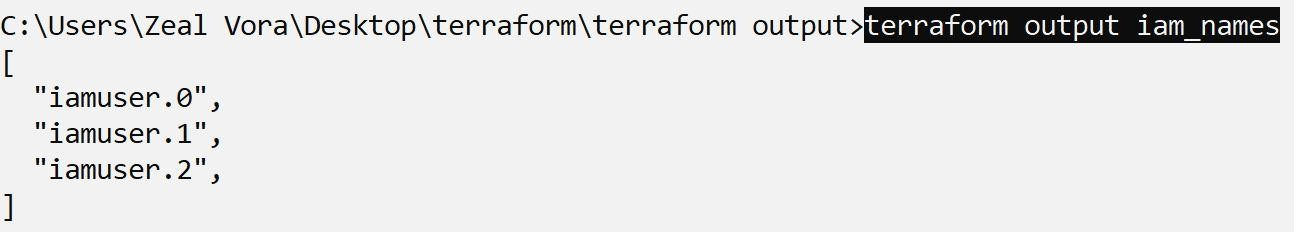 C:\Users\Zeal Vora\Desktop\terraform\terraform output>terraform output iam_names
[
  "iamuser.0",
  "iamuser.1",
  "iamuser.2",
]